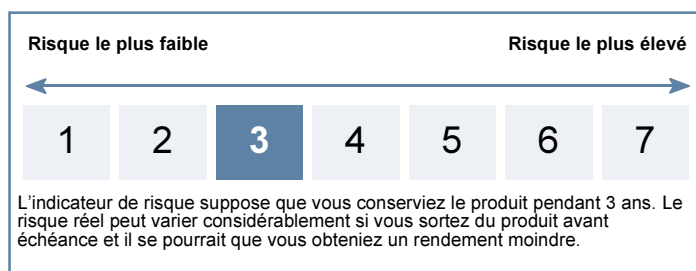 Risque le plus faible Risque le plus élevé
1 2 3 4 5 6 7
L'indicateur de risque suppose que vous conserviez le produit pendant 3 ans. Le
risque réel peut varier considérablement si vous sortez du produit avant
échéance et il se pourrait que vous obteniez un rendement moindre.